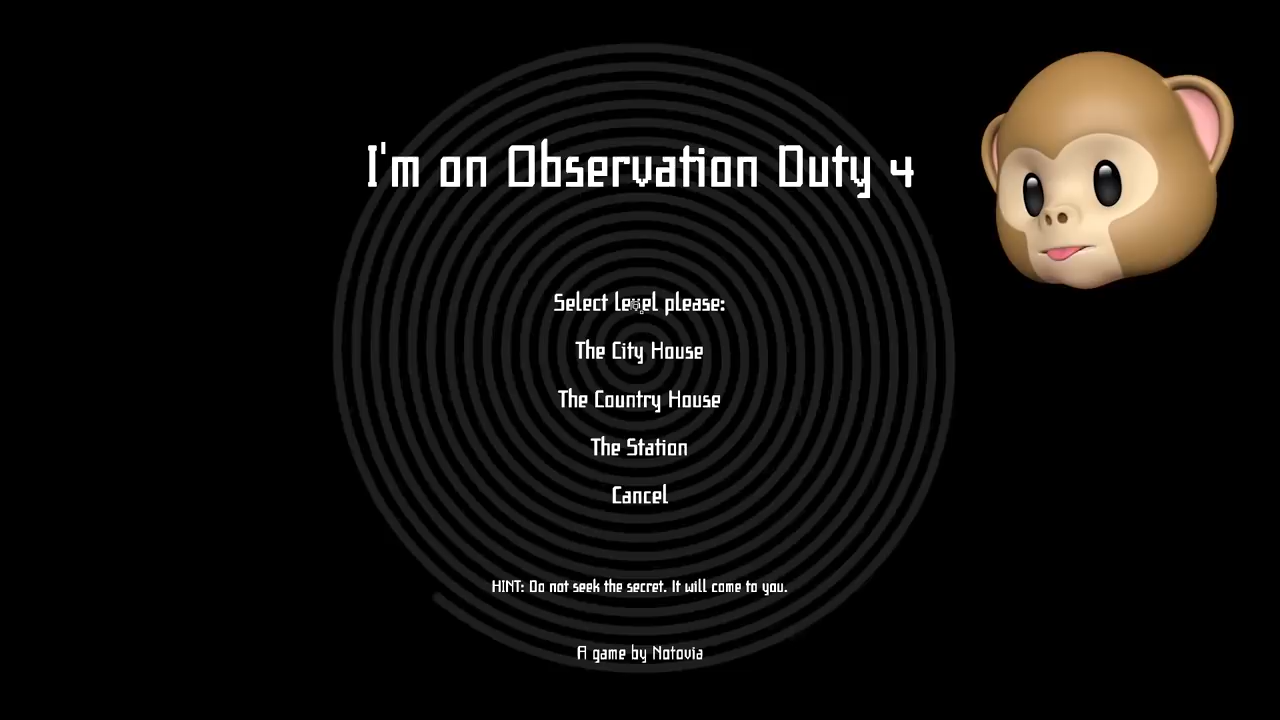 I'm on Observation Duty 4
Select level please:
The City House
The Country House
The Station
Cancel
HINT: Do not seek the secret. It will come to you.
A game by Notovia